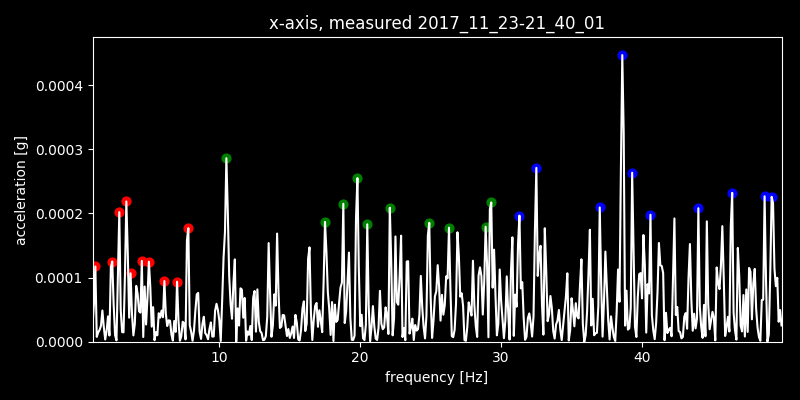 x-axis, measured 2017_11_23-21_40_01
acceleration [g]
0.0004
0.0003
0.0002
0.0001
0.0000
10 20 30 40
frequency [Hz]